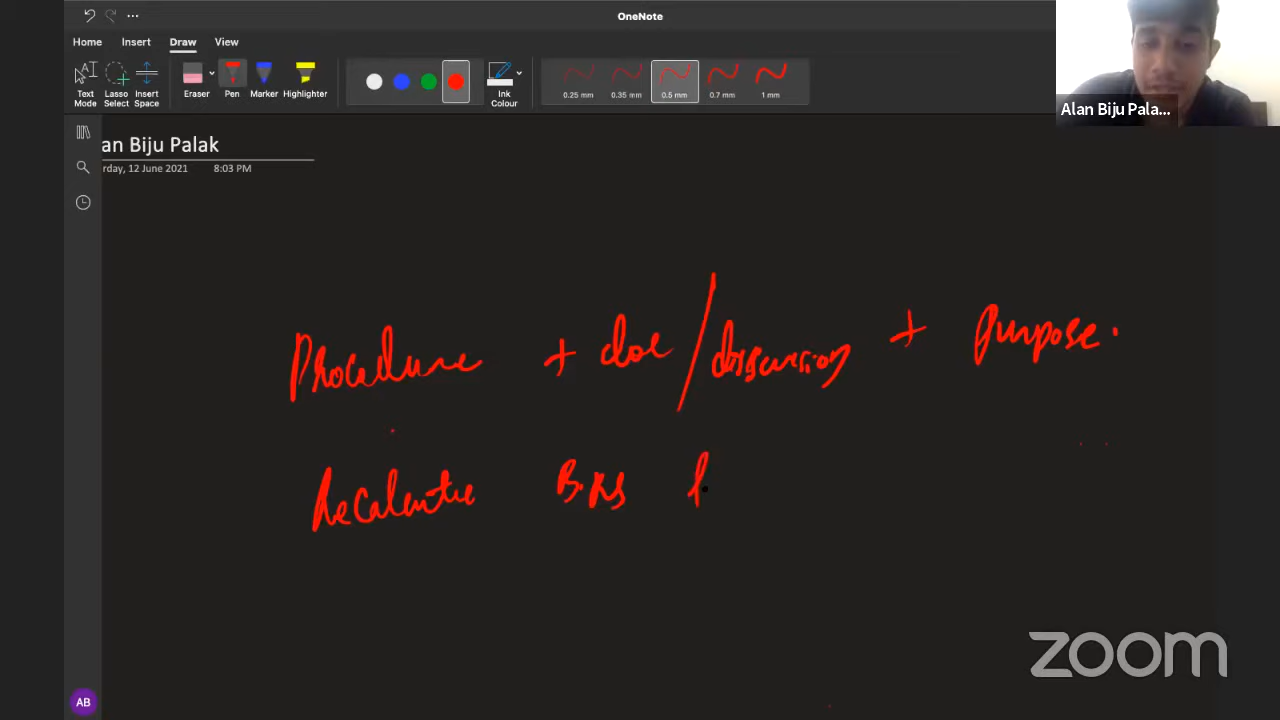 OneNote
Home Insert Draw View
Text Mode Lasso Select Insert Space Eraser Pen Marker Highlighter Ink Colour 0.25 mm 0.35 mm 0.5 mm 0.7 mm 1 mm
Alan Biju Pala...
an Biju Palak
rday, 12 June 2021 8:03 PM
Procedure + doc / discussion + purpose.
Recalculate BRS
AB
zoom